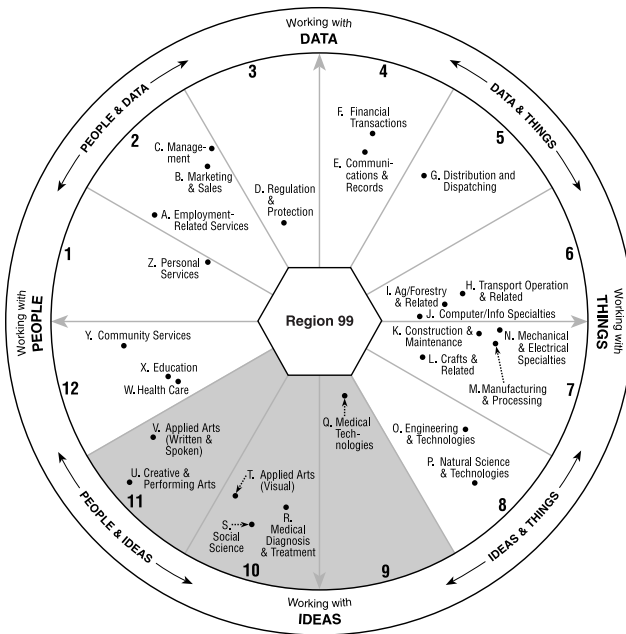 Working with
DATA
PEOPLE & DATA
DATA & THINGS
3
4
2
5
1
6
12
7
11
8
10
9
F. Financial
Transactions
E. Communi-
cations &
Records
C. Manage-
ment
B. Marketing
& Sales
D. Regulation
&
Protection
G. Distribution and
Dispatching
A. Employment-
Related Services
Z. Personal
Services
Working with
PEOPLE
Region 99
I. Ag/Forestry
& Related
H. Transport Operation
& Related
J. Computer/Info Specialties
K. Construction &
Maintenance
N. Mechanical
& Electrical
Specialties
L. Crafts &
Related
M. Manufacturing
& Processing
Working with
THINGS
Y. Community Services
X. Education
W. Health Care
V. Applied Arts
(Written &
Spoken)
U. Creative &
Performing Arts
Q. Medical
Tech-
nologies
O. Engineering
& Technologies
P. Natural Science
& Technologies
T. Applied Arts
(Visual)
S.
Social
Science
R.
Medical
Diagnosis
& Treatment
PEOPLE & IDEAS
IDEAS & THINGS
Working with
IDEAS